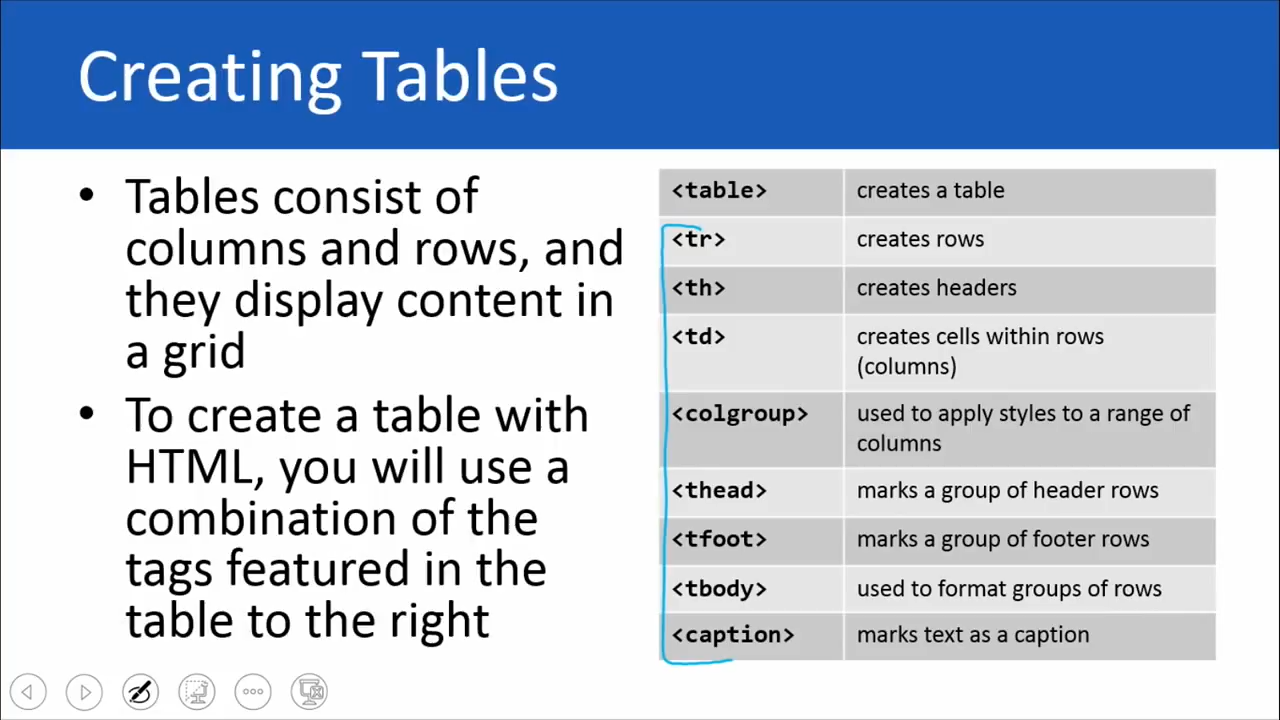 Creating Tables
• Tables consist of
columns and rows, and
they display content in
a grid
• To create a table with
HTML, you will use a
combination of the
tags featured in the
table to the right
<table> creates a table
<tr> creates rows
<th> creates headers
<td> creates cells within rows
(columns)
<colgroup> used to apply styles to a range of
columns
<thead> marks a group of header rows
<tfoot> marks a group of footer rows
<tbody> used to format groups of rows
<caption> marks text as a caption